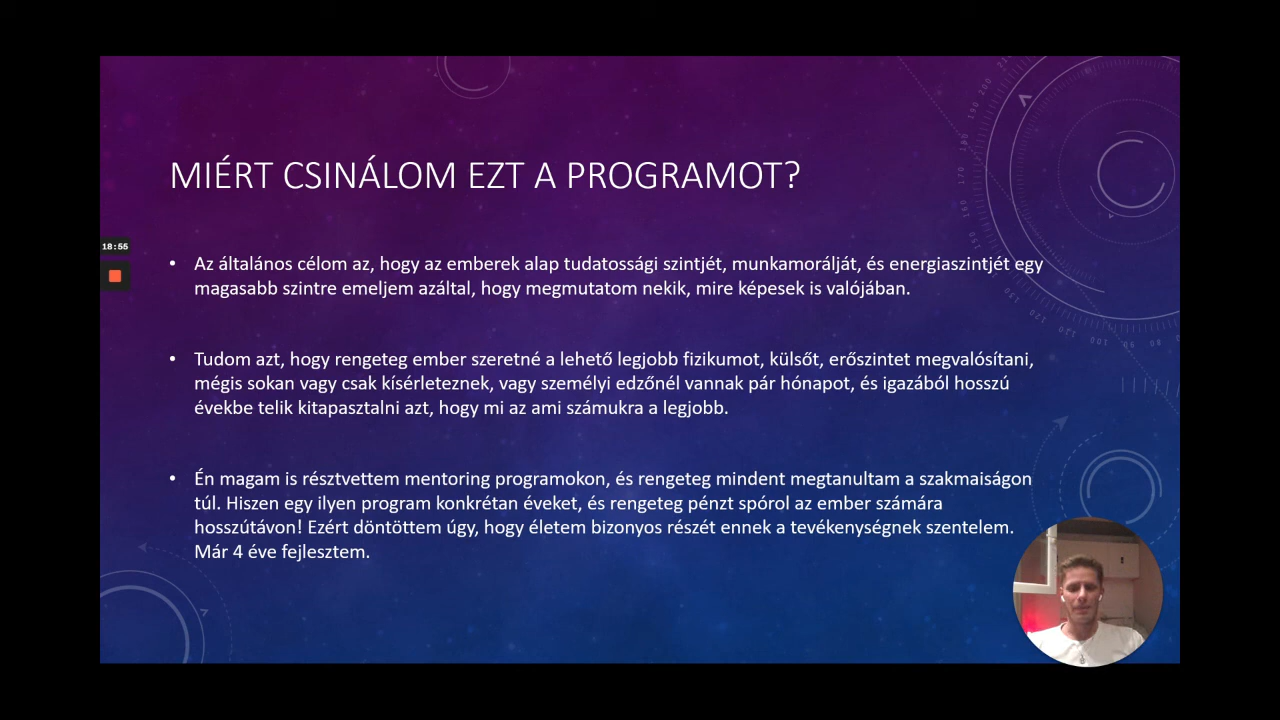 MIÉRT CSINÁLOM EZT A PROGRAMOT?
18:55
• Az általános célom az, hogy az emberek alap tudatossági szintjét, munkamorálját, és energiaszintjét egy
magasabb szintre emeljem azáltal, hogy megmutatom nekik, mire képesek is valójában.
• Tudom azt, hogy rengeteg ember szeretné a lehető legjobb fizikumot, külsőt, erőszintet megvalósítani,
mégis sokan vagy csak kísérleteznek, vagy személyi edzőnél vannak pár hónapot, és igazából hosszú
évekbe telik kitapasztalni azt, hogy mi az ami számukra a legjobb.
• Én magam is résztvettem mentoring programokon, és rengeteg mindent megtanultam a szakmaiságon
túl. Hiszen egy ilyen program konkrétan éveket, és rengeteg pénzt spórol az ember számára
hosszútávon! Ezért döntöttem úgy, hogy életem bizonyos részét ennek a tevékenységnek szentelem.
Már 4 éve fejlesztem.